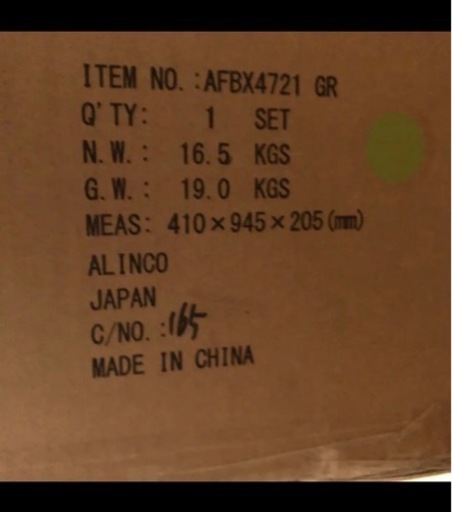 ITEM NO.:AFBX4721 GR
Q'TY: 1 SET
N.W.: 16.5 KGS
G.W.: 19.0 KGS
MEAS: 410×945×205(mm)
ALINCO
JAPAN
C/NO.:165
MADE IN CHINA